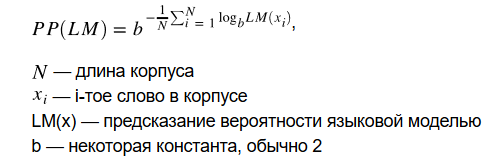 PP(LM) = b^{-\frac{1}{N}\sum_{i=1}^{N} \log_b LM(x_i)},
N — длина корпуса
x_i — i-тое слово в корпусе
LM(x) — предсказание вероятности языковой моделью
b — некоторая константа, обычно 2